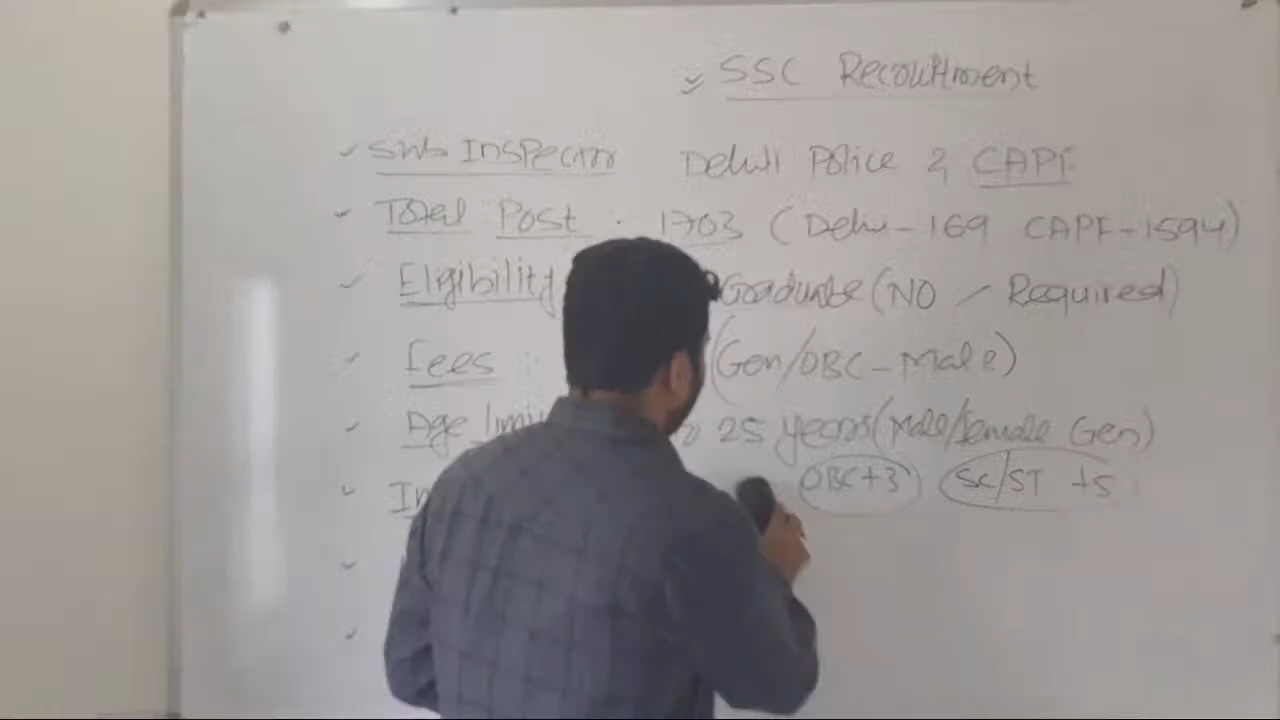 SSC Recruitment
Sub Inspector Delhi Police & CAPF
Total Post 1703 (Delhi-169 CAPF-1594)
Elgibility Graduate (NO / Required)
Fees (Gen/OBC-Male)
Age limit 25 years (Male/female Gen)
OBC+3 SC/ST +5